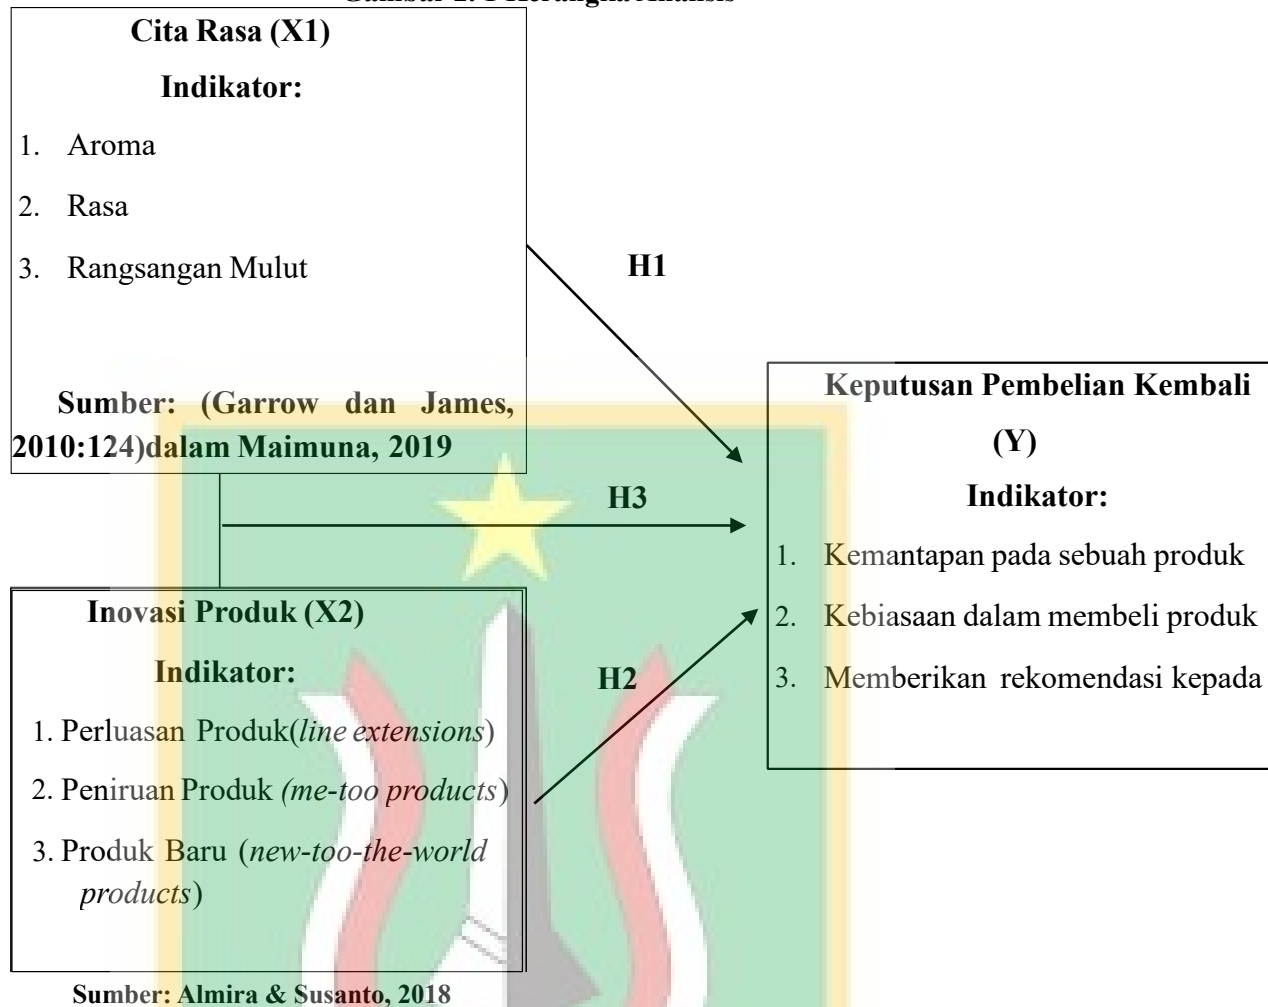 Cita Rasa (X1)
Indikator:
1. Aroma
2. Rasa
3. Rangsangan Mulut
Sumber: (Garrow dan James,
2010:124)dalam Maimuna, 2019
H1
H3
Inovasi Produk (X2)
Indikator:
1. Perluasan Produk(line extensions)
2. Peniruan Produk (me-too products)
3. Produk Baru (new-too-the-world
products)
Sumber: Almira & Susanto, 2018
H2
Keputusan Pembelian Kembali
(Y)
Indikator:
1. Kemantapan pada sebuah produk
2. Kebiasaan dalam membeli produk
3. Memberikan rekomendasi kepada